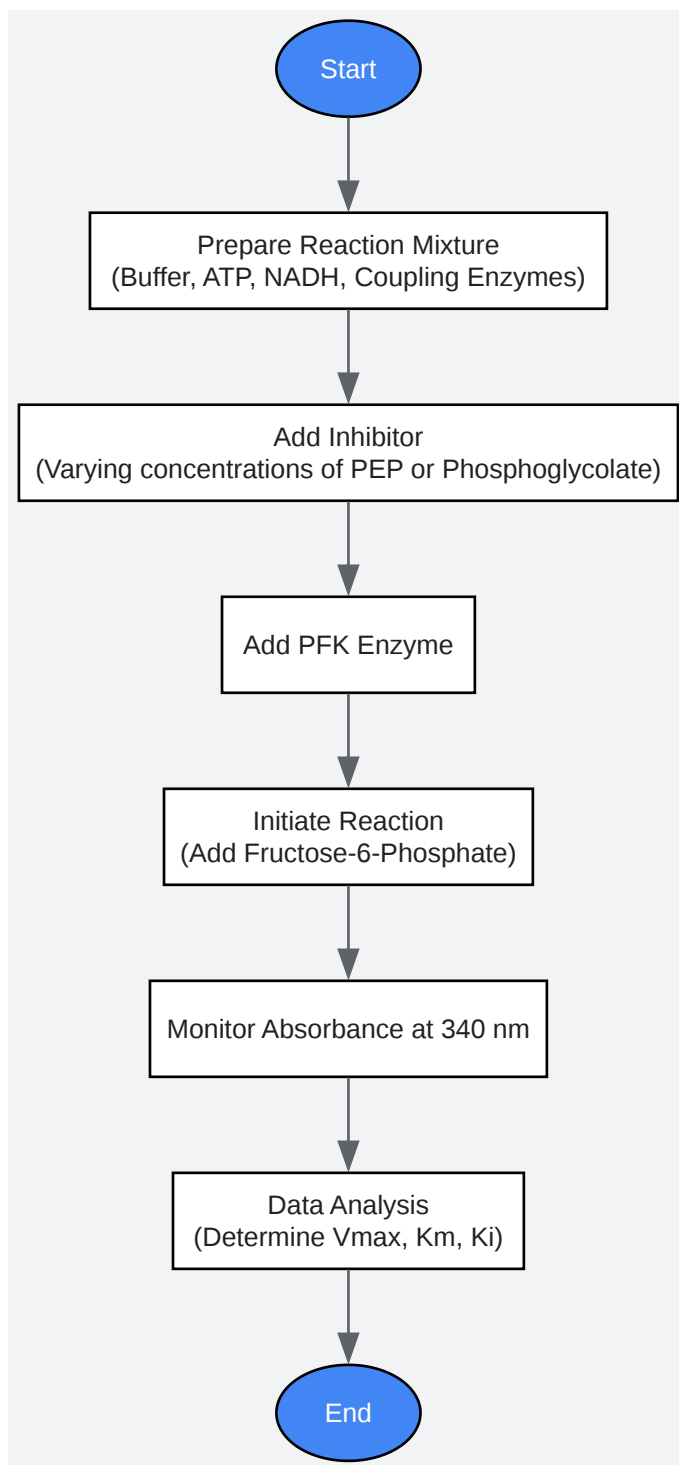 Start
Prepare Reaction Mixture
(Buffer, ATP, NADH, Coupling Enzymes)
Add Inhibitor
(Varying concentrations of PEP or Phosphoglycolate)
Add PFK Enzyme
Initiate Reaction
(Add Fructose-6-Phosphate)
Monitor Absorbance at 340 nm
Data Analysis
(Determine Vmax, Km, Ki)
End